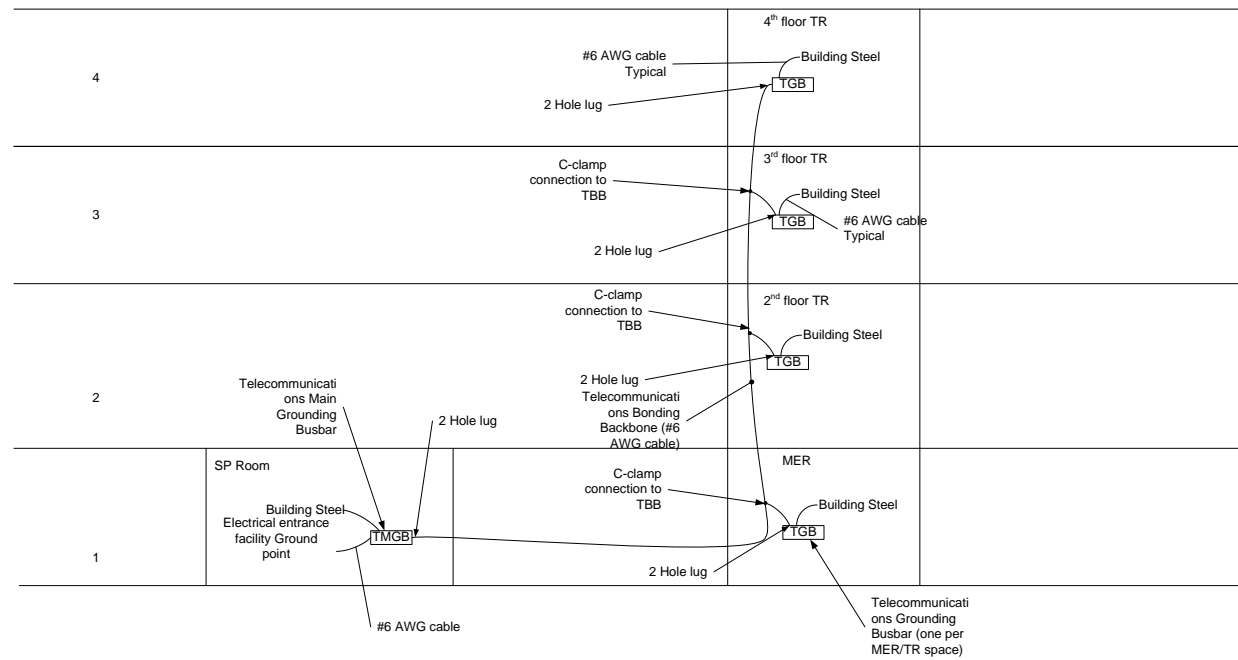 4th floor TR
#6 AWG cable
Typical
Building Steel
4
TGB
2 Hole lug
3rd floor TR
C-clamp
connection to
TBB
Building Steel
3
TGB
#6 AWG cable
Typical
2 Hole lug
C-clamp
connection to
TBB
2nd floor TR
Building Steel
TGB
2 Hole lug
2
Telecommunicati
ons Main
Grounding
Busbar
2 Hole lug
Telecommunicati
ons Bonding
Backbone (#6
AWG cable)
SP Room
MER
C-clamp
connection to
TBB
Building Steel
Building Steel
Electrical entrance
facility Ground
point
TMGB
TGB
1
2 Hole lug
#6 AWG cable
Telecommunicati
ons Grounding
Busbar (one per
MER/TR space)